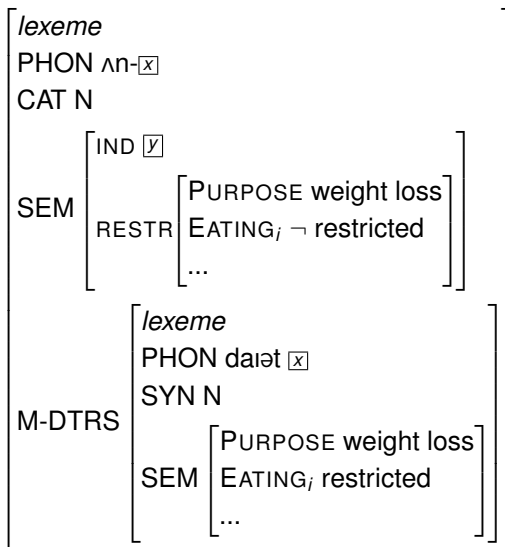 lexeme
PHON ʌn-x
CAT N
IND y
PURPOSE weight loss
SEM RESTR EATINGi ¬ restricted
...
lexeme
PHON daɪət x
SYN N
M-DTRS
PURPOSE weight loss
SEM EATINGi restricted
...